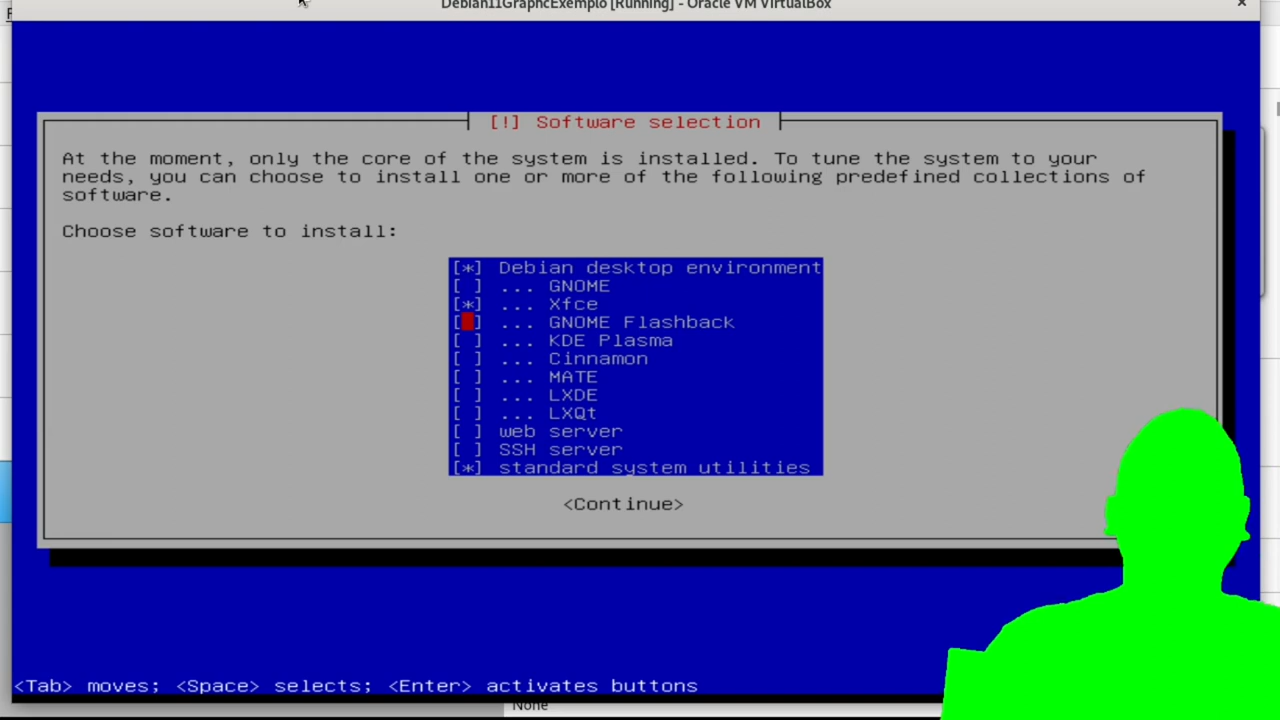 Debian11GraphcExemplo [Running] - Oracle VM VirtualBox
[!] Software selection
At the moment, only the core of the system is installed. To tune the system to your
needs, you can choose to install one or more of the following predefined collections of
software.
Choose software to install:
[*] Debian desktop environment
[ ] ... GNOME
[*] ... Xfce
[ ] ... GNOME Flashback
[ ] ... KDE Plasma
[ ] ... Cinnamon
[ ] ... MATE
[ ] ... LXDE
[ ] ... LXQt
[ ] web server
[ ] SSH server
[*] standard system utilities
<Continue>
<Tab> moves; <Space> selects; <Enter> activates buttons
None